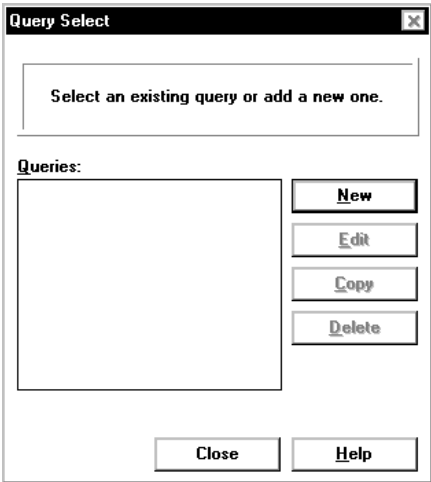 Query Select
Select an existing query or add a new one.
Queries:
New
Edit
Copy
Delete
Close
Help